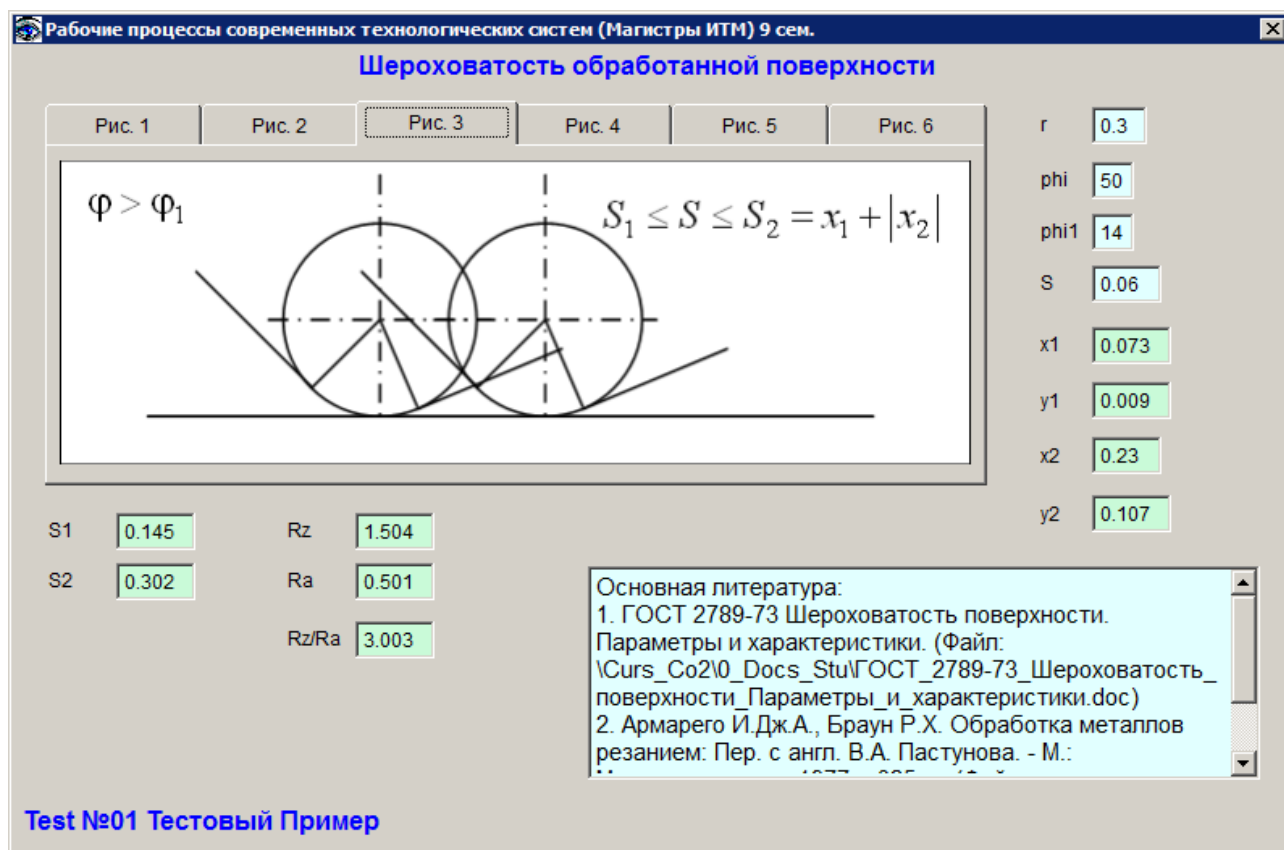 Рабочие процессы современных технологических систем (Магистры ИТМ) 9 сем.
Шероховатость обработанной поверхности
Рис. 1 Рис. 2 Рис. 3 Рис. 4 Рис. 5 Рис. 6
φ > φ₁
S₁ ≤ S ≤ S₂ = x₁ + |x₂|
r 0.3
phi 50
phi1 14
S 0.06
x1 0.073
y1 0.009
x2 0.23
y2 0.107
S1 0.145 Rz 1.504
S2 0.302 Ra 0.501
Rz/Ra 3.003
Основная литература:
1. ГОСТ 2789-73 Шероховатость поверхности.
Параметры и характеристики. (Файл:
\Curs_Co2\0_Docs_Stu\ГОСТ_2789-73_Шероховатость_
поверхности_Параметры_и_характеристики.doc)
2. Армарего И.Дж.А., Браун Р.Х. Обработка металлов
резанием: Пер. с англ. В.А. Пастунова. - М.:
Test №01 Тестовый Пример